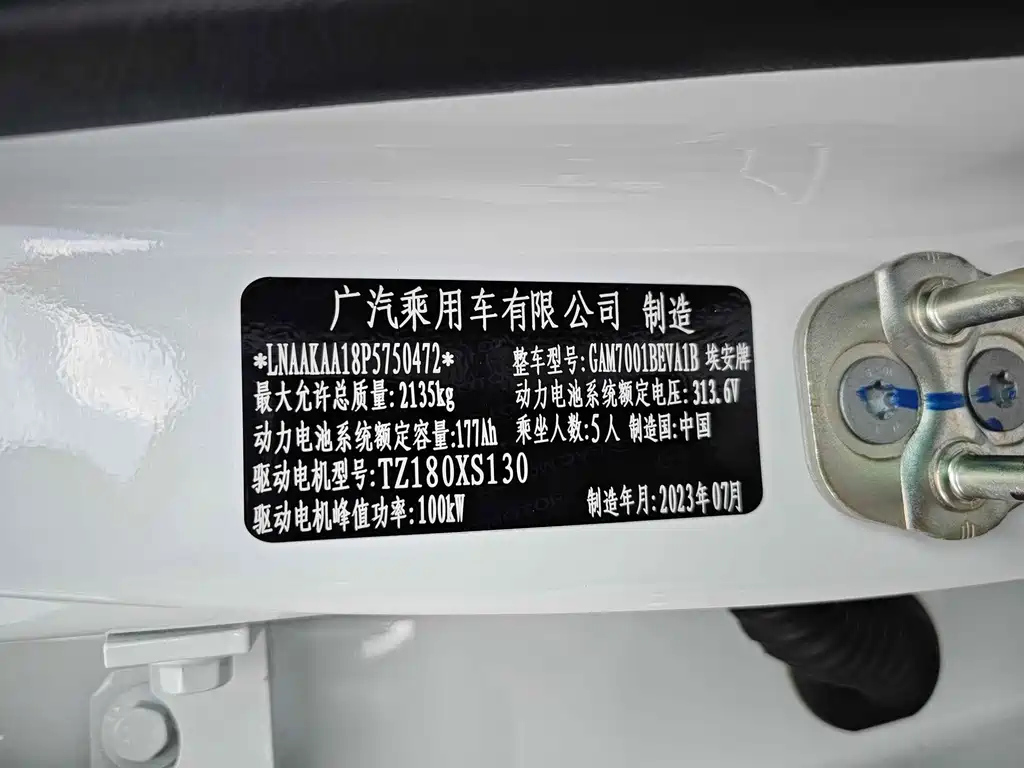 广汽乘用车有限公司 制造
*LNAAKAA18P5750472* 整车型号:GAM7001BEVA1B 埃安牌
最大允许总质量:2135kg 动力电池系统额定电压:313.6V
动力电池系统额定容量:177Ah 乘坐人数:5人 制造国:中国
驱动电机型号:TZ180XS130
驱动电机峰值功率:100kW 制造年月:2023年07月